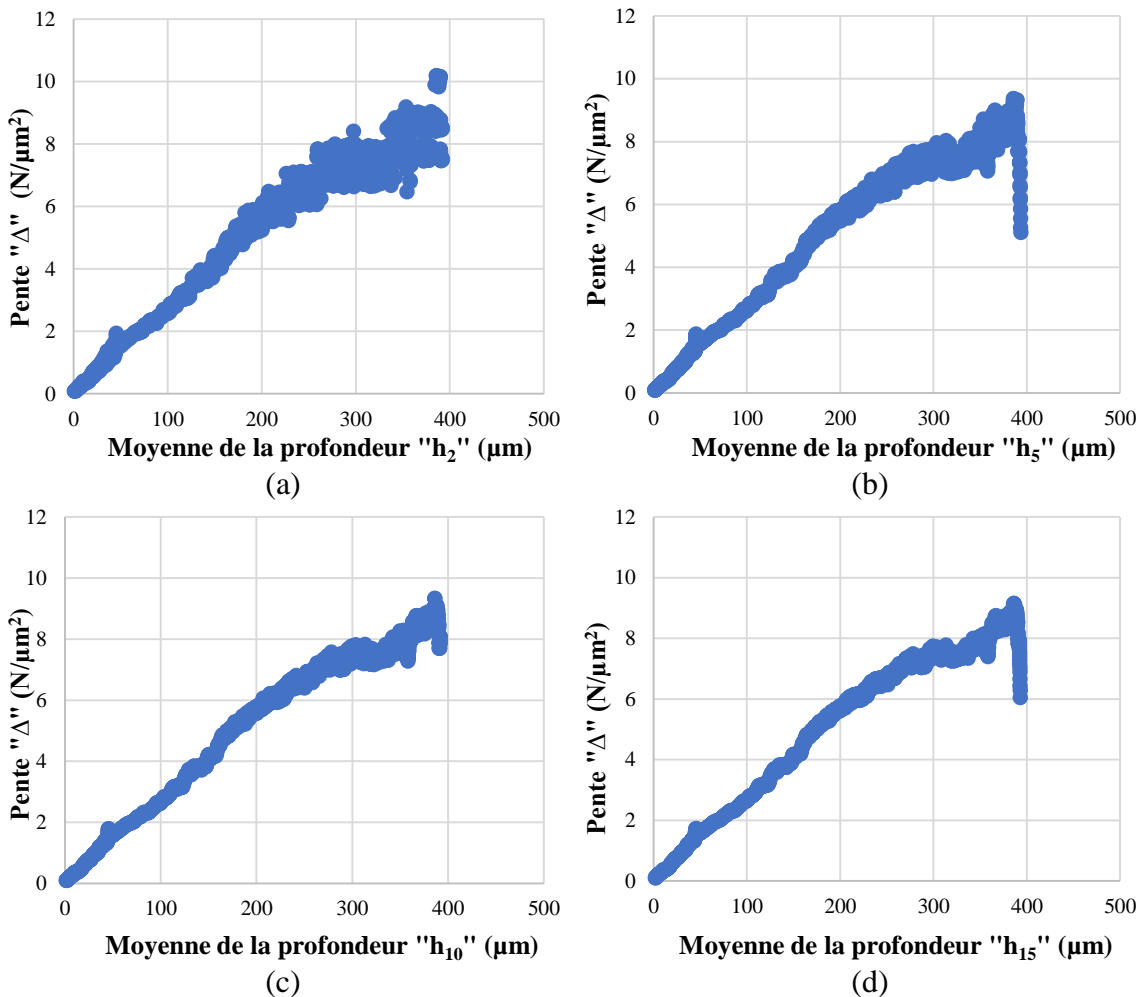 12
10
8
6
4
2
0
Pente "Δ" (N/µm²)
0 100 200 300 400 500
Moyenne de la profondeur "h₂" (µm)
(a)
12
10
8
6
4
2
0
Pente "Δ" (N/µm²)
0 100 200 300 400 500
Moyenne de la profondeur "h₅" (µm)
(b)
12
10
8
6
4
2
0
Pente "Δ" (N/µm²)
0 100 200 300 400 500
Moyenne de la profondeur "h₁₀" (µm)
(c)
12
10
8
6
4
2
0
Pente "Δ" (N/µm²)
0 100 200 300 400 500
Moyenne de la profondeur "h₁₅" (µm)
(d)